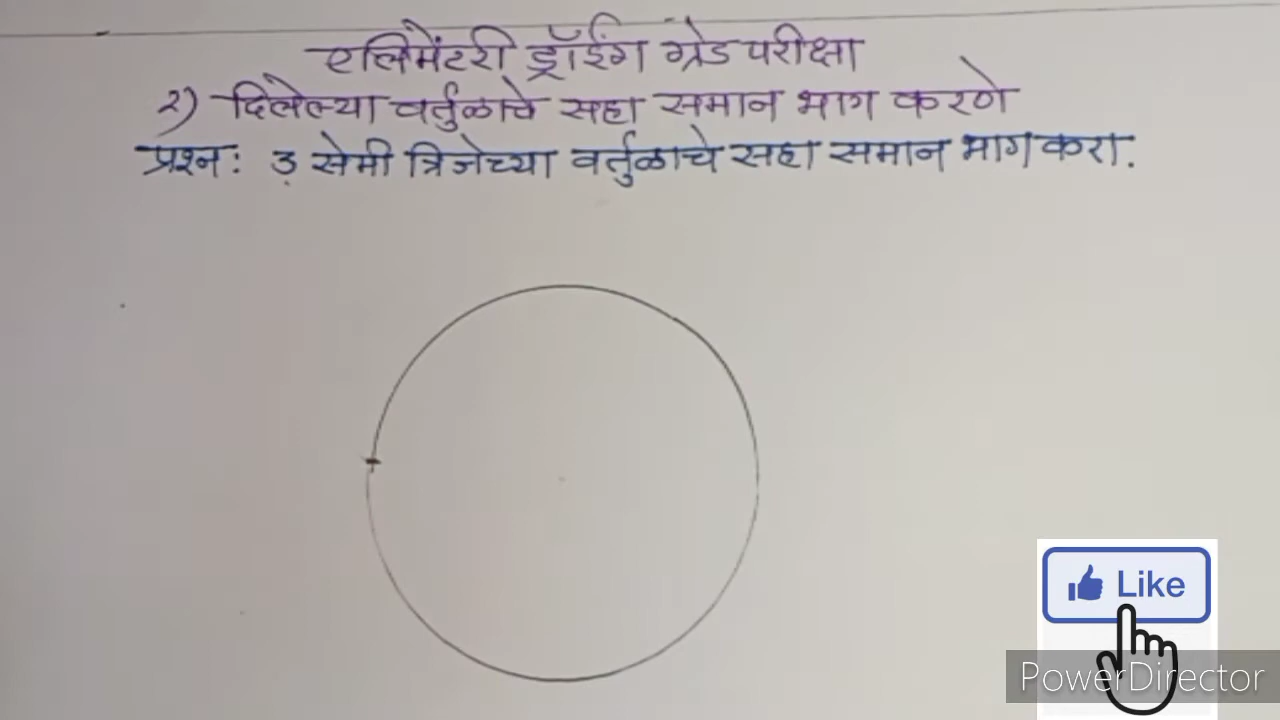 एलिमेंटरी ड्रॉईंग ग्रेड परीक्षा
२) दिलेल्या वर्तुळाचे सहा समान भाग करणे
प्रश्न: ३ सेमी त्रिजेच्या वर्तुळाचे सहा समान भाग करा.
Like
PowerDirector